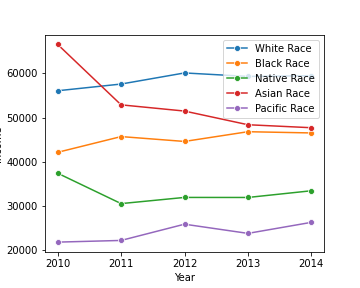 White Race
Black Race
Native Race
Asian Race
Pacific Race
60000
50000
40000
30000
20000
2010
2011
2012
2013
2014
Year